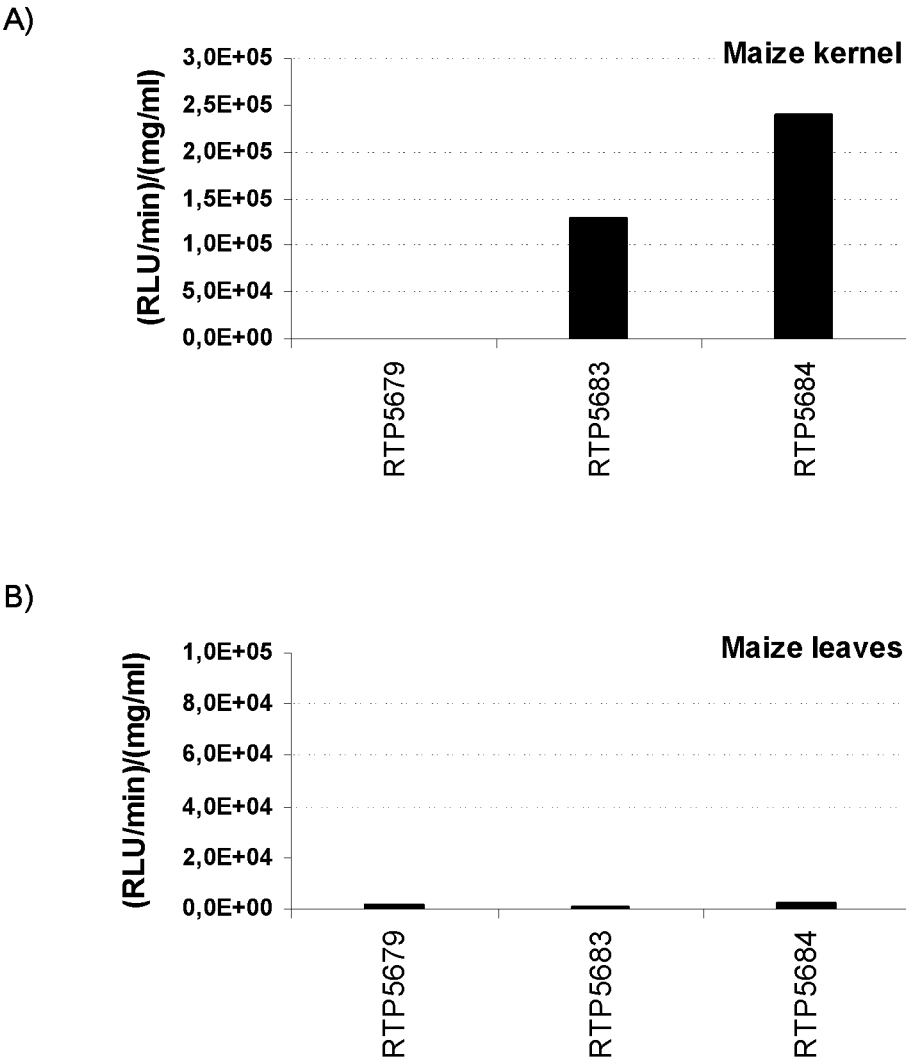 A)
Maize kernel
(RLU/min)/(mg/ml)
3,0E+05
2,5E+05
2,0E+05
1,5E+05
1,0E+05
5,0E+04
0,0E+00
RTP5679
RTP5683
RTP5684
B)
Maize leaves
(RLU/min)/(mg/ml)
1,0E+05
8,0E+04
6,0E+04
4,0E+04
2,0E+04
0,0E+00
RTP5679
RTP5683
RTP5684